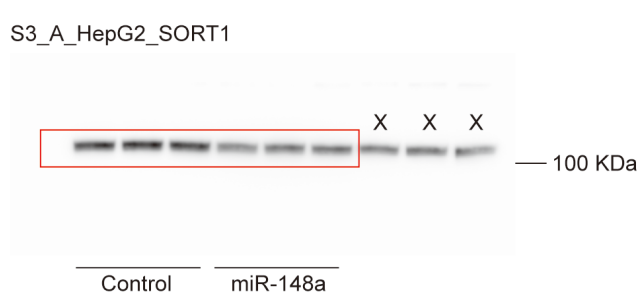 S3_A_HepG2_SORT1
X X X
100 KDa
Control miR-148a